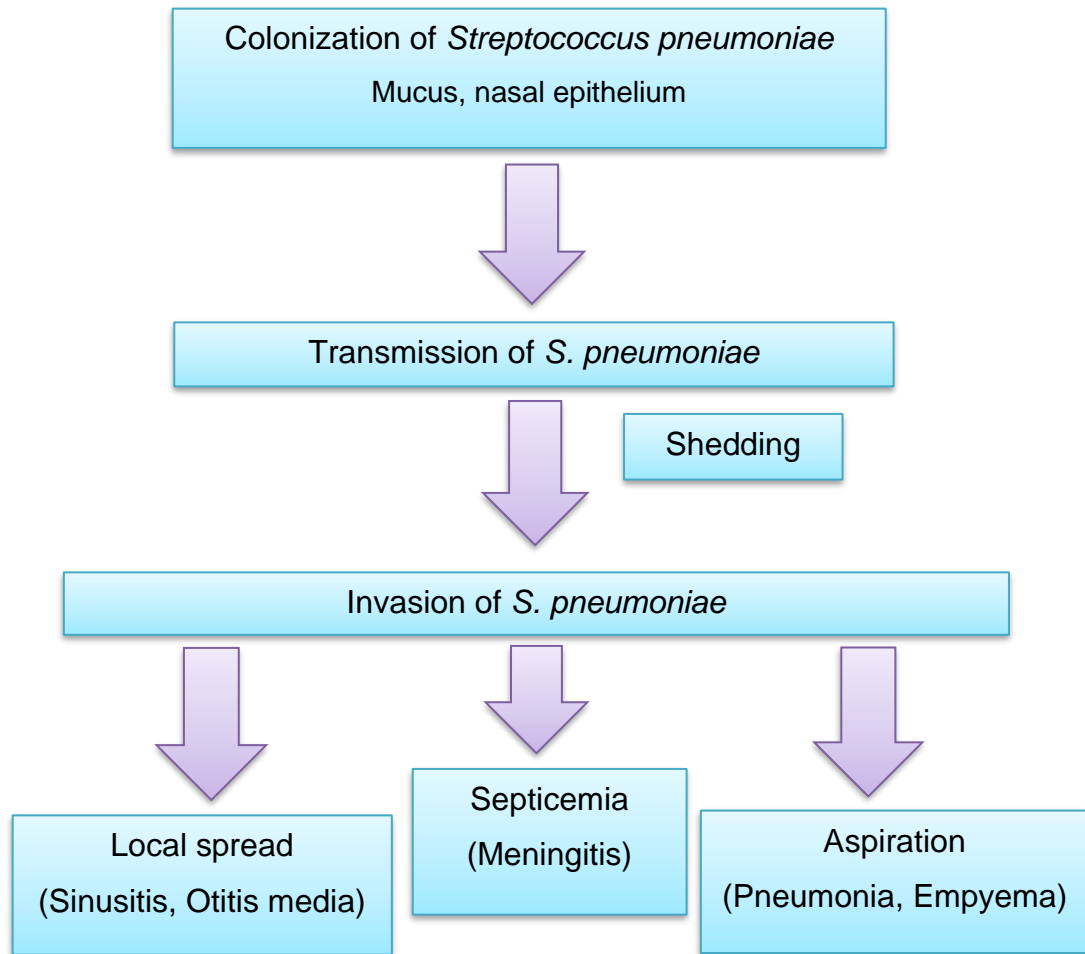 Colonization of Streptococcus pneumoniae
Mucus, nasal epithelium
Transmission of S. pneumoniae
Shedding
Invasion of S. pneumoniae
Local spread
(Sinusitis, Otitis media)
Septicemia
(Meningitis)
Aspiration
(Pneumonia, Empyema)